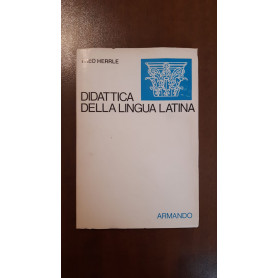 HERRLE
DIDATTICA
DELLA LINGUA LATINA
ARMANDO